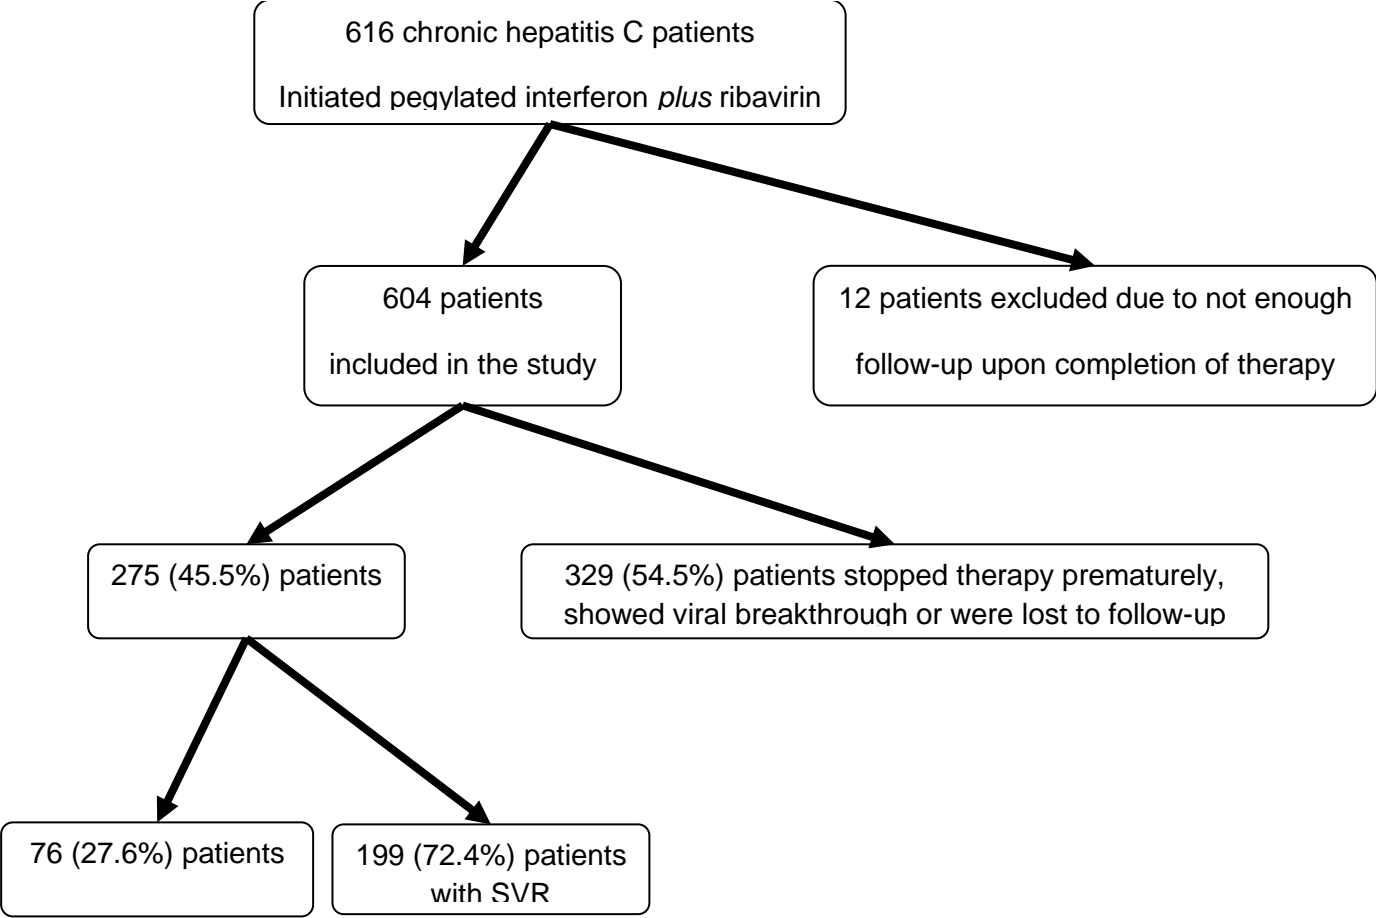 616 chronic hepatitis C patients
Initiated pegylated interferon plus ribavirin
604 patients
included in the study
12 patients excluded due to not enough
follow-up upon completion of therapy
275 (45.5%) patients
329 (54.5%) patients stopped therapy prematurely,
showed viral breakthrough or were lost to follow-up
76 (27.6%) patients
199 (72.4%) patients
with SVR